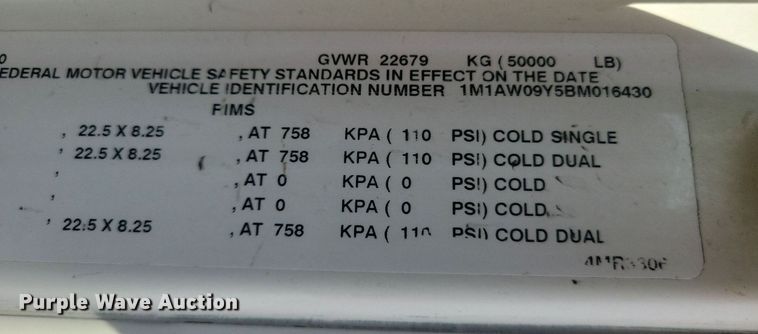 0 GVWR 22679 KG ( 50000 LB)
EDERAL MOTOR VEHICLE SAFETY STANDARDS IN EFFECT ON THE DATE
VEHICLE IDENTIFICATION NUMBER 1M1AW09Y5BM016430
RIMS
, 22.5 X 8.25 , AT 758 KPA ( 110 PSI) COLD SINGLE
, 22.5 X 8.25 , AT 758 KPA ( 110 PSI) COLD DUAL
, , AT 0 KPA ( 0 PSI) COLD
, , AT 0 KPA ( 0 PSI) COLD
, 22.5 X 8.25 , AT 758 KPA ( 110 PSI) COLD DUAL
Purple Wave Auction